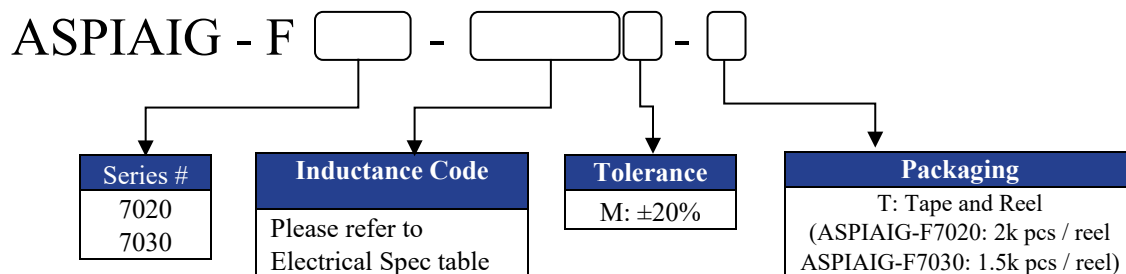 ASPIAIG - F - -
Series #
7020
7030
Inductance Code
Please refer to
Electrical Spec table
Tolerance
M: ±20%
Packaging
T: Tape and Reel
(ASPIAIG-F7020: 2k pcs / reel
ASPIAIG-F7030: 1.5k pcs / reel)